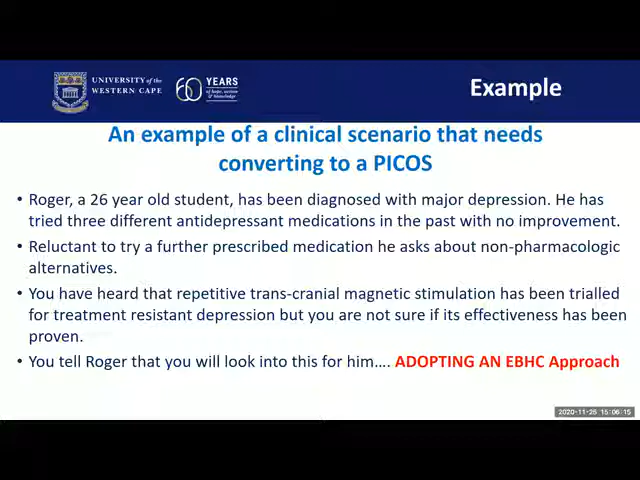 UNIVERSITY of the
WESTERN CAPE
60 YEARS
of hope, action
& knowledge
Example
An example of a clinical scenario that needs
converting to a PICOS
• Roger, a 26 year old student, has been diagnosed with major depression. He has
tried three different antidepressant medications in the past with no improvement.
• Reluctant to try a further prescribed medication he asks about non-pharmacologic
alternatives.
• You have heard that repetitive trans-cranial magnetic stimulation has been trialled
for treatment resistant depression but you are not sure if its effectiveness has been
proven.
• You tell Roger that you will look into this for him.... ADOPTING AN EBHC Approach
2020-11-26 15:06:15